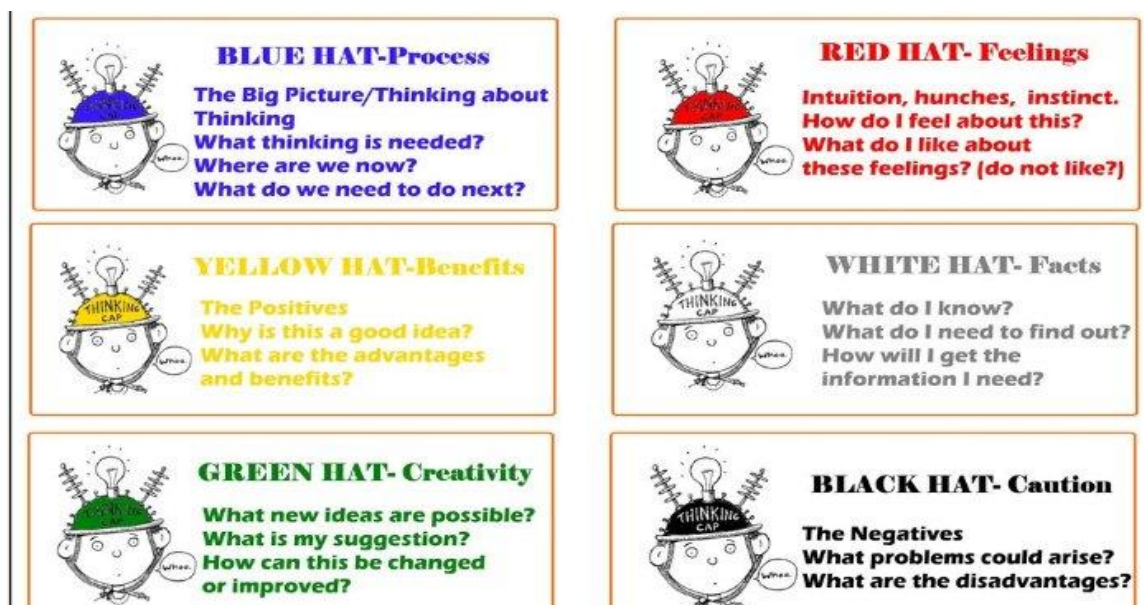 BLUE HAT-Process
The Big Picture/Thinking about
Thinking
What thinking is needed?
Where are we now?
What do we need to do next?
Whee.
RED HAT- Feelings
Intuition, hunches, instinct.
How do I feel about this?
What do I like about
these feelings? (do not like?)
Whee.
YELLOW HAT-Benefits
The Positives
Why is this a good idea?
What are the advantages
and benefits?
THINKING
CAP
Whee.
WHITE HAT- Facts
What do I know?
What do I need to find out?
How will I get the
information I need?
THINKING
CAP
Whee.
GREEN HAT- Creativity
What new ideas are possible?
What is my suggestion?
How can this be changed
or improved?
Whee.
BLACK HAT- Caution
The Negatives
What problems could arise?
What are the disadvantages?
THINKING
CAP
Whee.